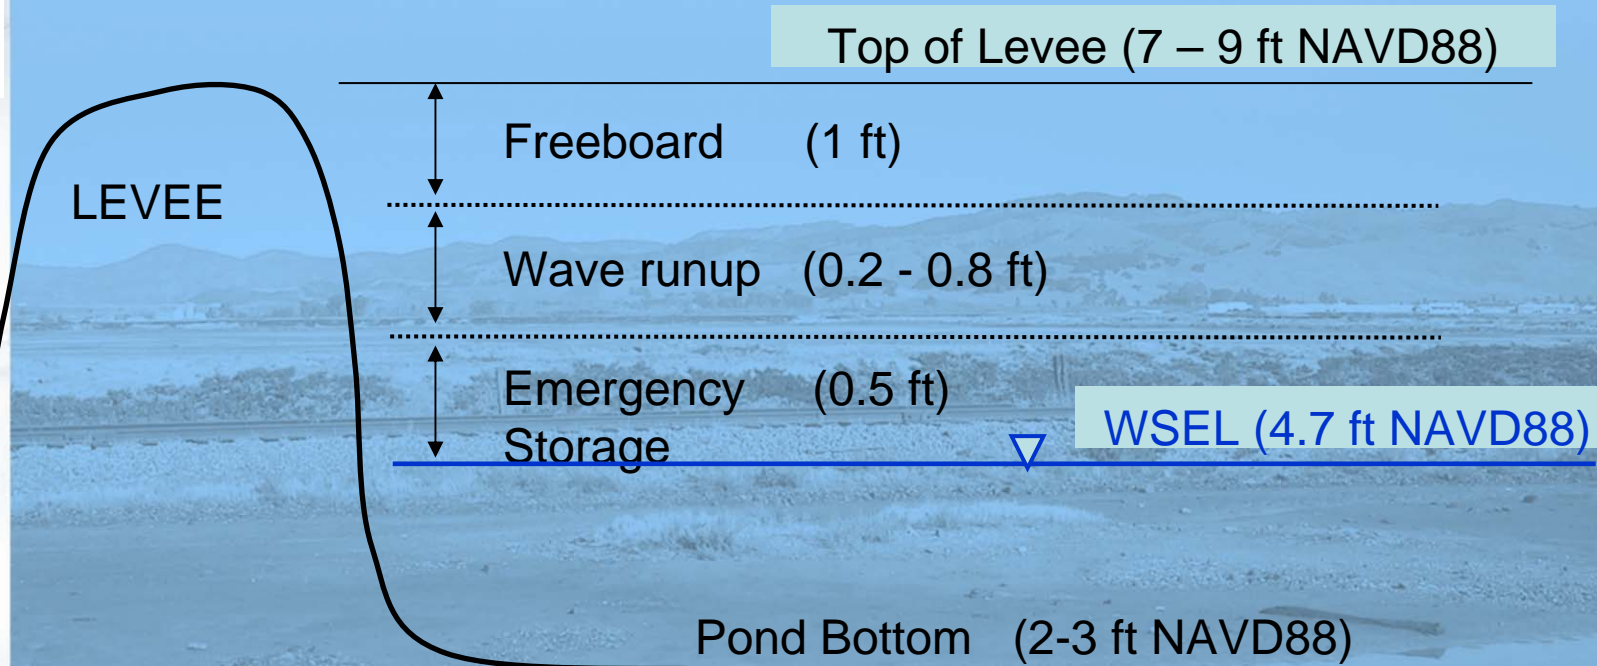 Top of Levee (7 – 9 ft NAVD88)
Freeboard (1 ft)
LEVEE
Wave runup (0.2 - 0.8 ft)
Emergency (0.5 ft)
Storage
WSEL (4.7 ft NAVD88)
Pond Bottom (2-3 ft NAVD88)